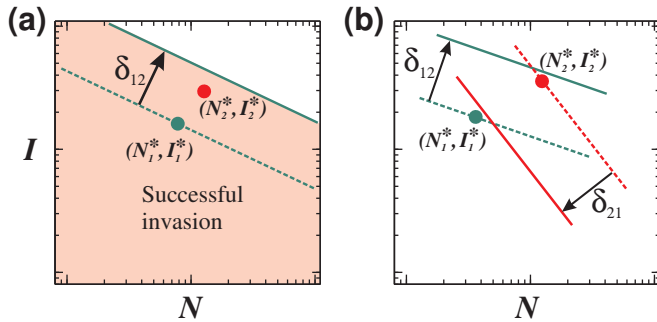 (a)
δ12
(N2*, I2*)
(N1*, I1*)
I
Successful
invasion
N
(b)
δ12
(N2*, I2*)
(N1*, I1*)
δ21
N